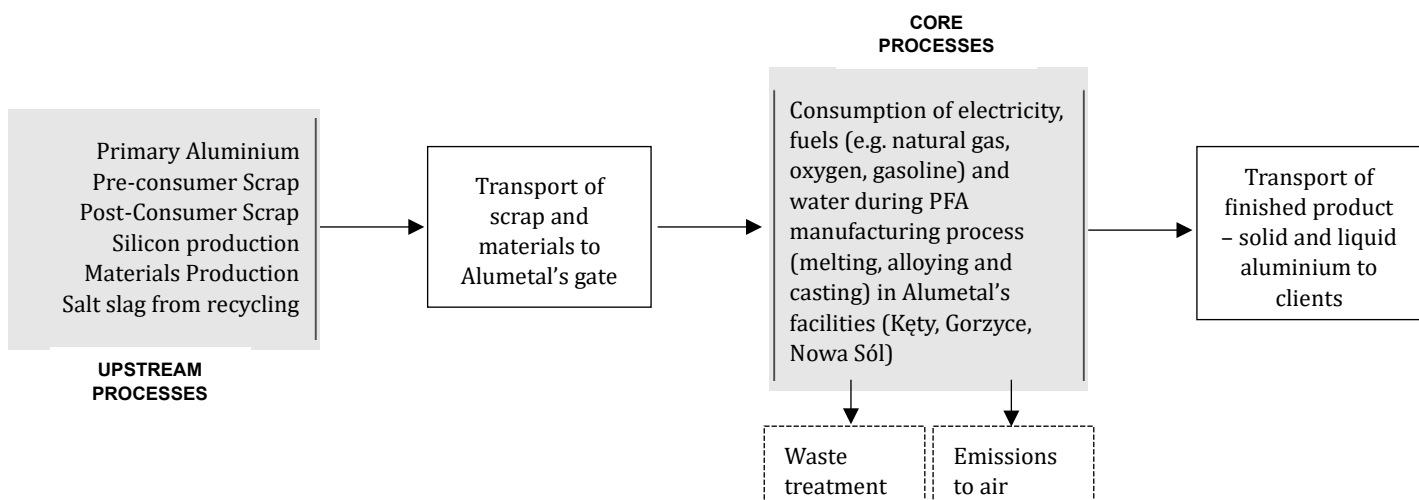 Primary Aluminium
Pre-consumer Scrap
Post-Consumer Scrap
Silicon production
Materials Production
Salt slag from recycling
UPSTREAM
PROCESSES
Transport of
scrap and
materials to
Alumetal’s gate
CORE
PROCESSES
Consumption of electricity,
fuels (e.g. natural gas,
oxygen, gasoline) and
water during PFA
manufacturing process
(melting, alloying and
casting) in Alumetal’s
facilities (Kęty, Gorzyce,
Nowa Sól)
Waste
treatment
Emissions
to air
Transport of
finished product
– solid and liquid
aluminium to
clients